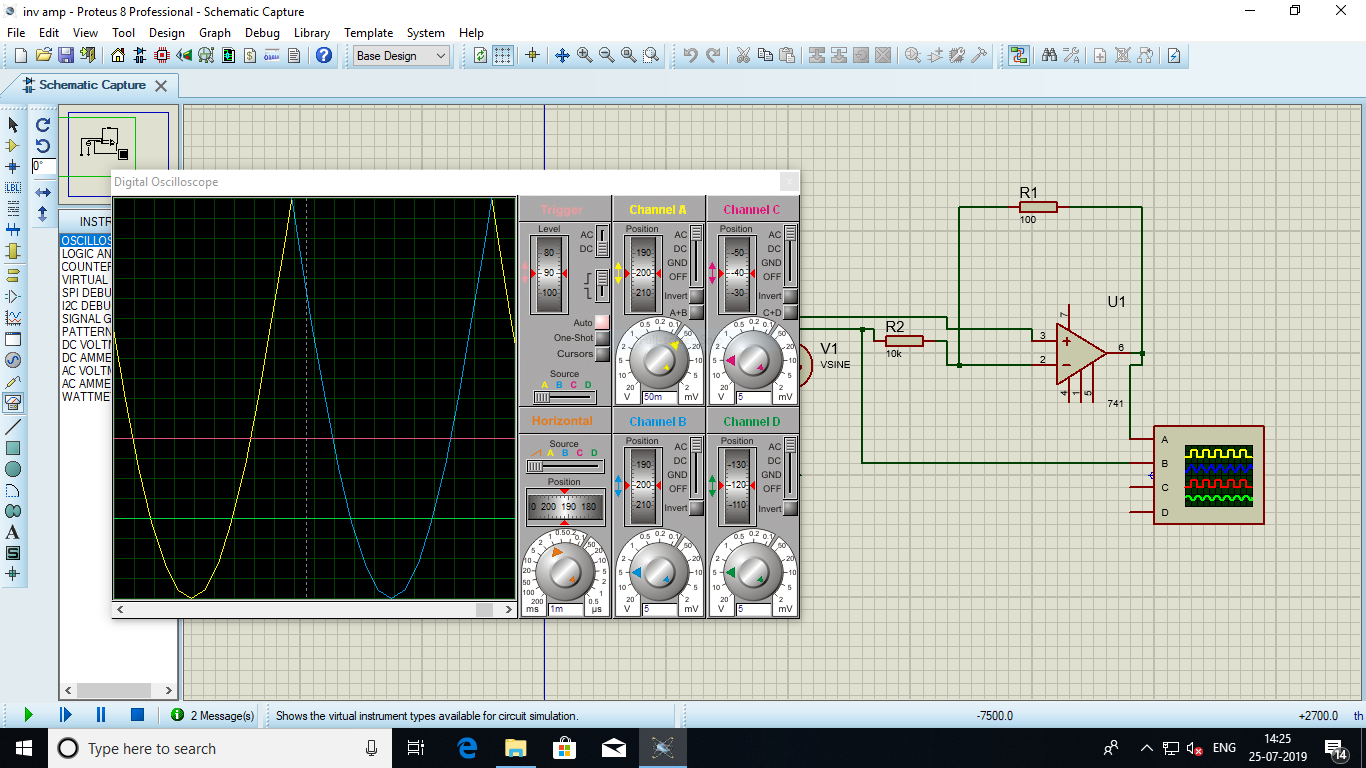 inv amp - Proteus 8 Professional - Schematic Capture
File Edit View Tool Design Graph Debug Library Template System Help
Base Design
Schematic Capture
0°
INSTR
OSCILLOS
LOGIC AN
COUNTER
VIRTUAL
SPI DEBU
I2C DEBU
SIGNAL G
PATTERN
DC VOLTM
DC AMME
AC VOLTM
AC AMME
WATTME
Digital Oscilloscope
Trigger
Level
80
90
100
AC
DC
Auto
One-Shot
Cursors
Source
A B C D
Channel A
Position
190
200
210
AC
DC
GND
OFF
Invert
A+B
V 50m mV
Channel C
Position
-50
-40
-30
AC
DC
GND
OFF
Invert
C+D
V 5 mV
Horizontal
Source
A B C D
Position
0 200 190 180
ms 1m µs
Channel B
Position
-190
-200
-210
AC
DC
GND
OFF
Invert
V 5 mV
Channel D
Position
-130
-120
-110
AC
DC
GND
OFF
Invert
V 5 mV
R1
100
R2
10k
V1
VSINE
U1
3
2
6
7
4
1
5
741
A
B
C
D
2 Message(s)
Shows the virtual instrument types available for circuit simulation.
-7500.0
+2700.0
th
Type here to search
ENG
14:25
25-07-2019
14